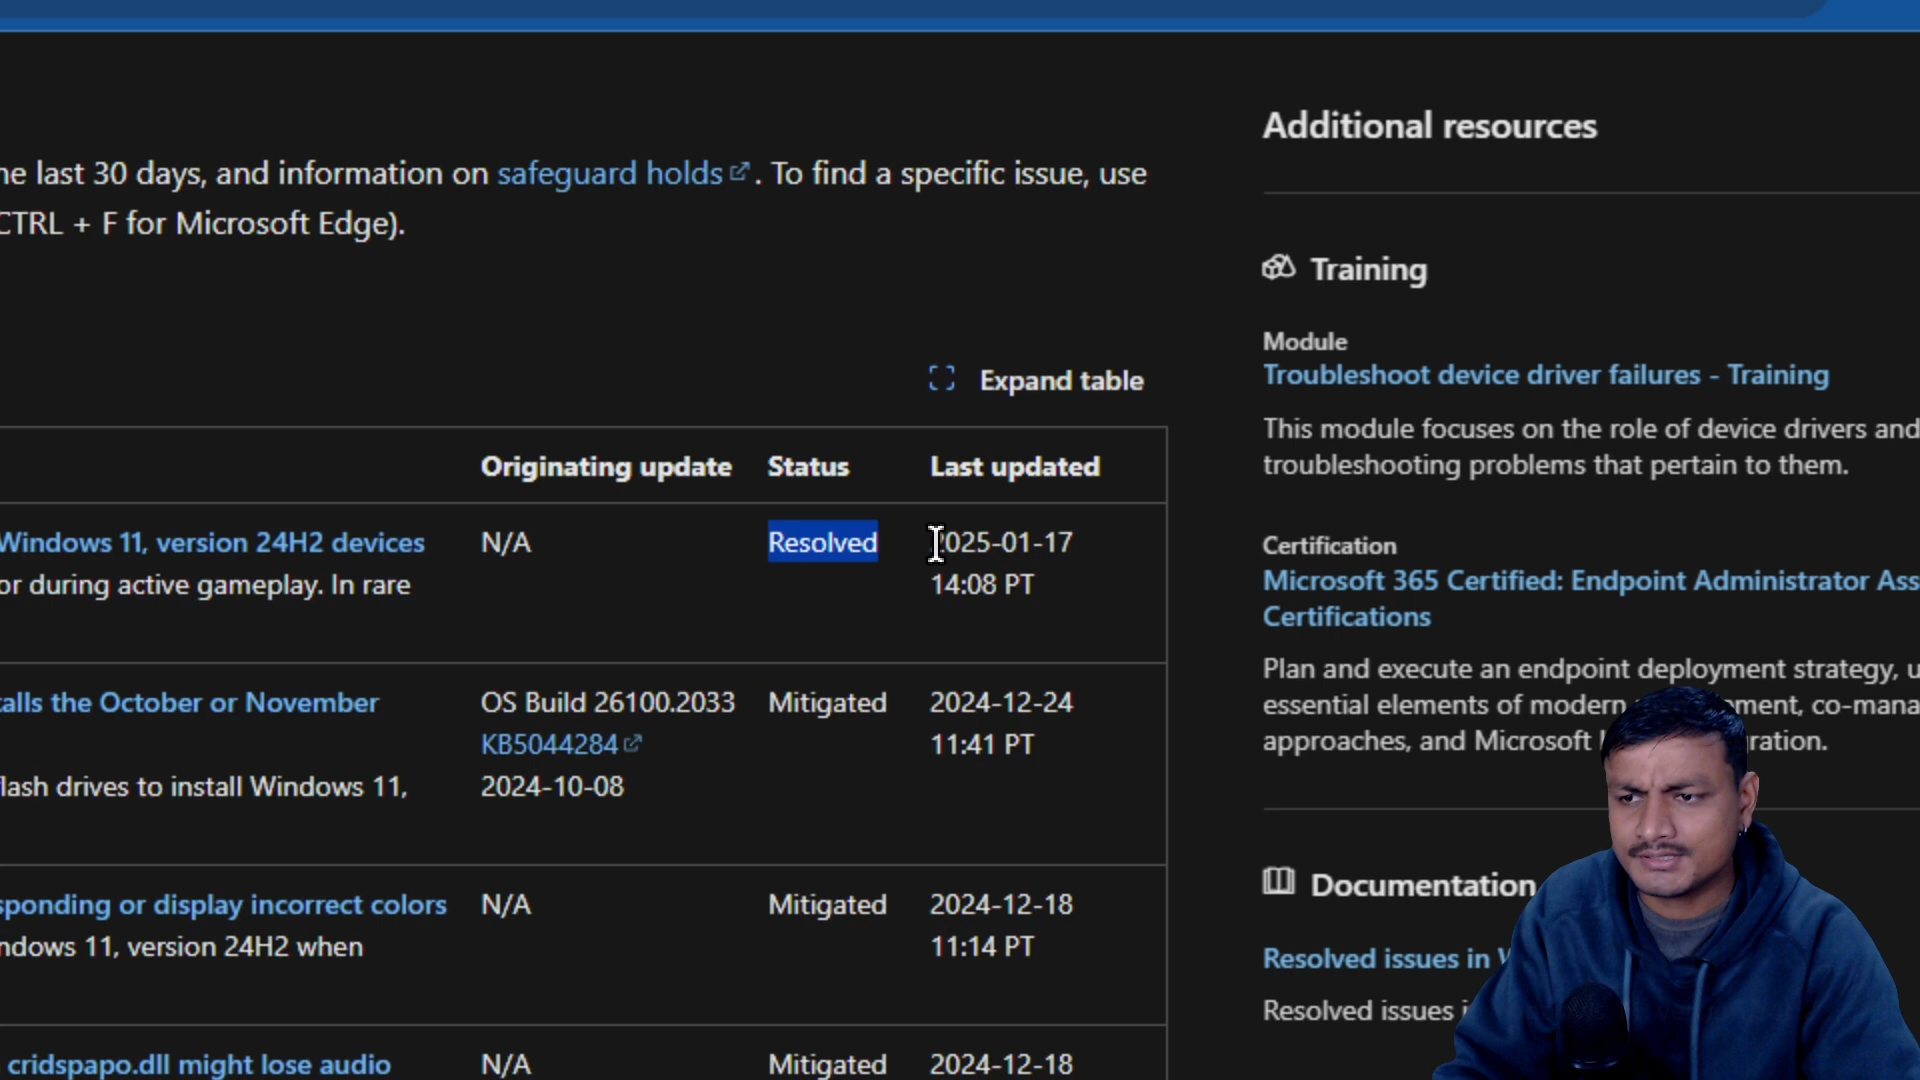 Additional resources
he last 30 days, and information on safeguard holds. To find a specific issue, use
CTRL + F for Microsoft Edge).
Training
Module
Troubleshoot device driver failures - Training
This module focuses on the role of device drivers and
troubleshooting problems that pertain to them.
Expand table
Originating update Status Last updated
Windows 11, version 24H2 devices N/A Resolved 2025-01-17
or during active gameplay. In rare 14:08 PT
Certification
Microsoft 365 Certified: Endpoint Administrator Ass
Certifications
Plan and execute an endpoint deployment strategy, u
essential elements of modern co-mana
approaches, and Microsoft
alls the October or November OS Build 26100.2033 Mitigated 2024-12-24
KB5044284 11:41 PT
lash drives to install Windows 11, 2024-10-08
Documentation
sponding or display incorrect colors N/A Mitigated 2024-12-18
ndows 11, version 24H2 when 11:14 PT
Resolved issues in
Resolved issues
cridspapo.dll might lose audio N/A Mitigated 2024-12-18